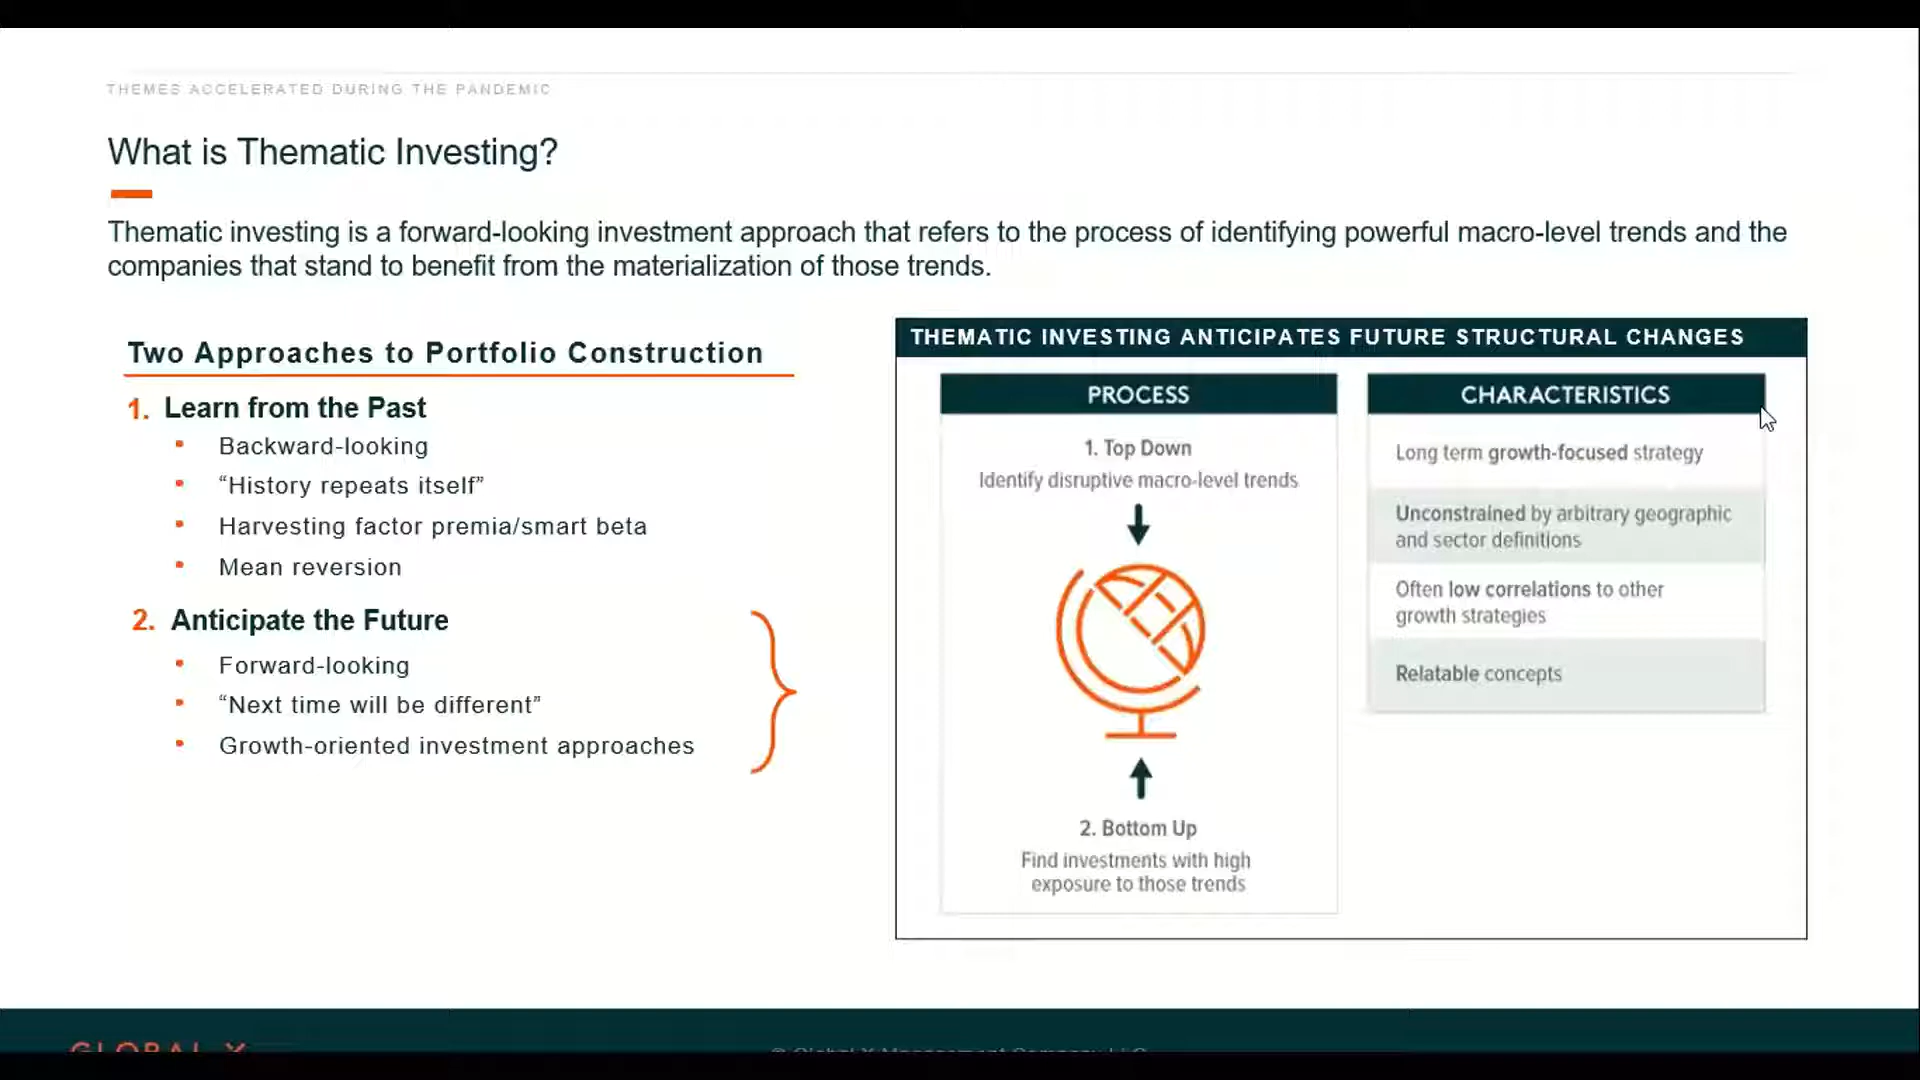 THEMES ACCELERATED DURING THE PANDEMIC
What is Thematic Investing?
Thematic investing is a forward-looking investment approach that refers to the process of identifying powerful macro-level trends and the
companies that stand to benefit from the materialization of those trends.
Two Approaches to Portfolio Construction
1. Learn from the Past
• Backward-looking
• “History repeats itself”
• Harvesting factor premia/smart beta
• Mean reversion
2. Anticipate the Future
• Forward-looking
• “Next time will be different”
• Growth-oriented investment approaches
THEMATIC INVESTING ANTICIPATES FUTURE STRUCTURAL CHANGES
PROCESS
1. Top Down
Identify disruptive macro-level trends
2. Bottom Up
Find investments with high
exposure to those trends
CHARACTERISTICS
Long term growth-focused strategy
Unconstrained by arbitrary geographic
and sector definitions
Often low correlations to other
growth strategies
Relatable concepts
GLOBAL X
© Global X Management Company LLC